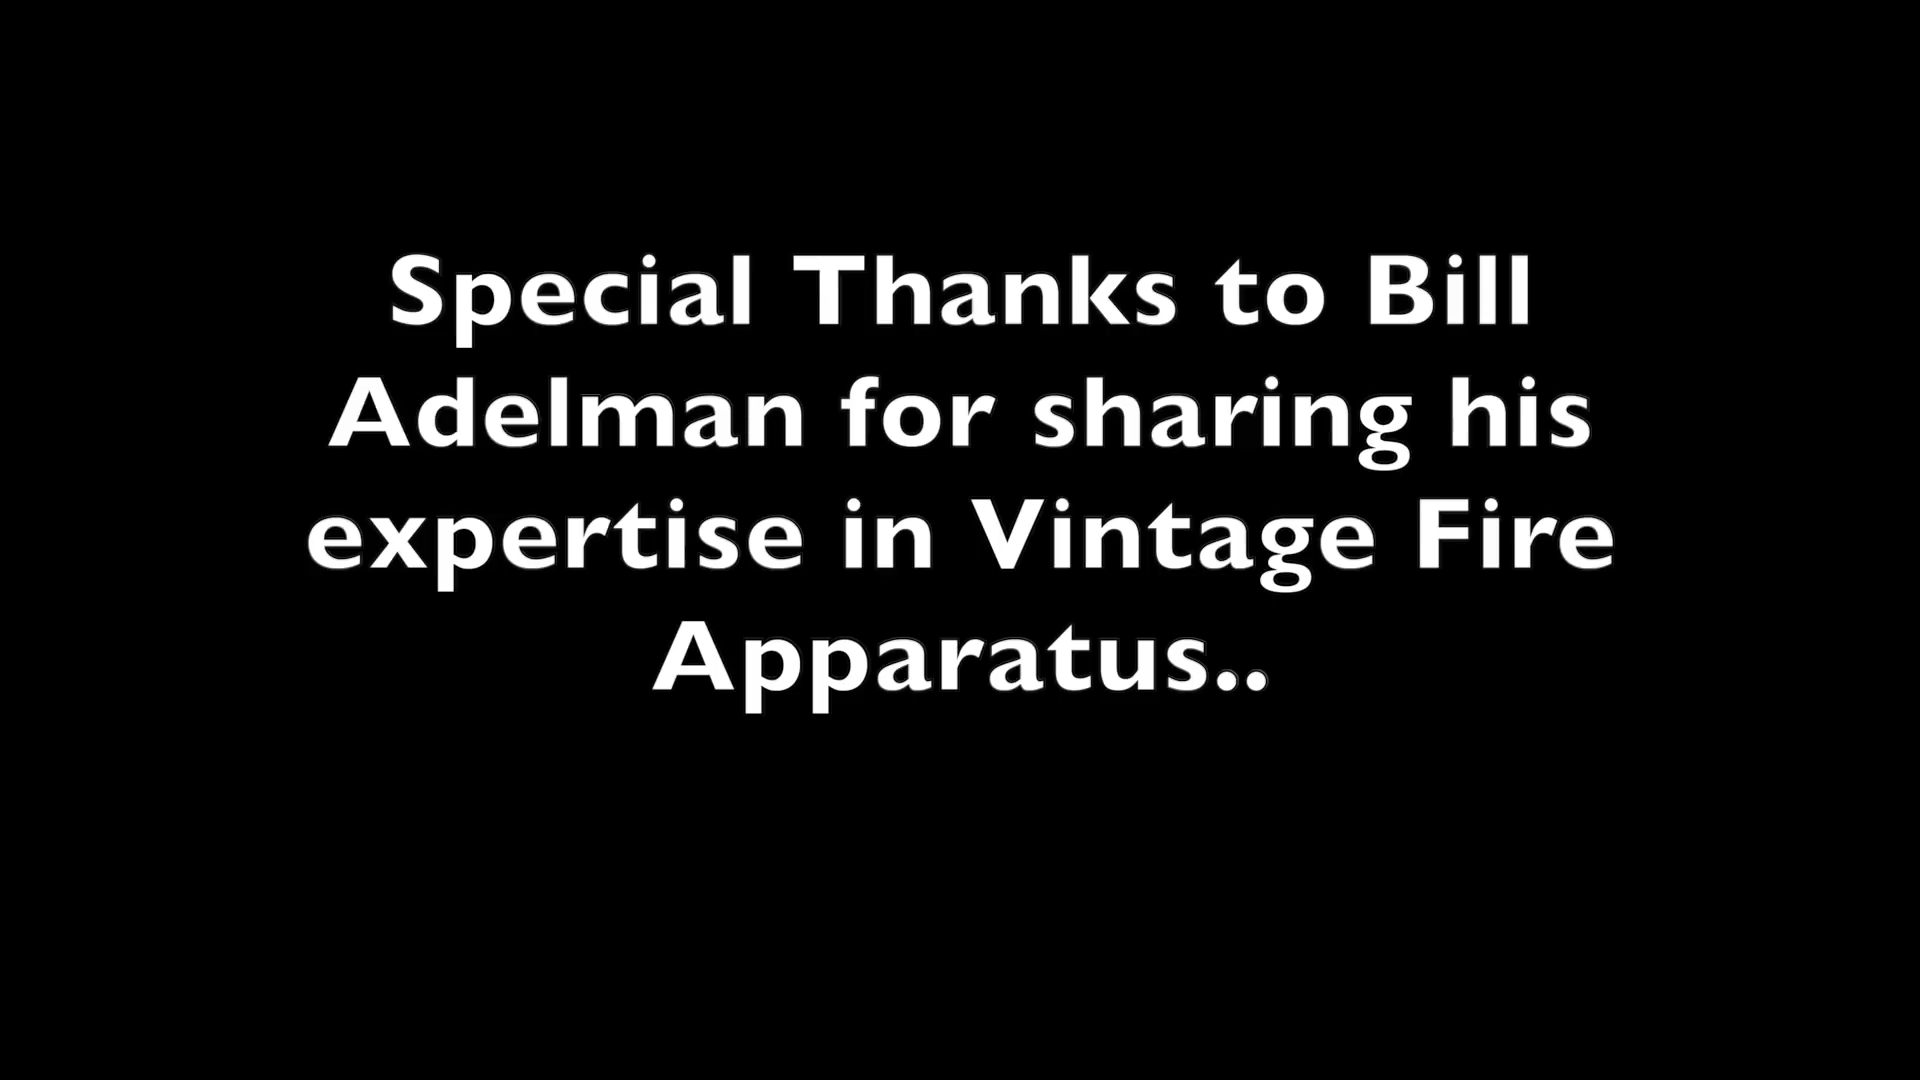 Special Thanks to Bill
Adelman for sharing his
expertise in Vintage Fire
Apparatus..